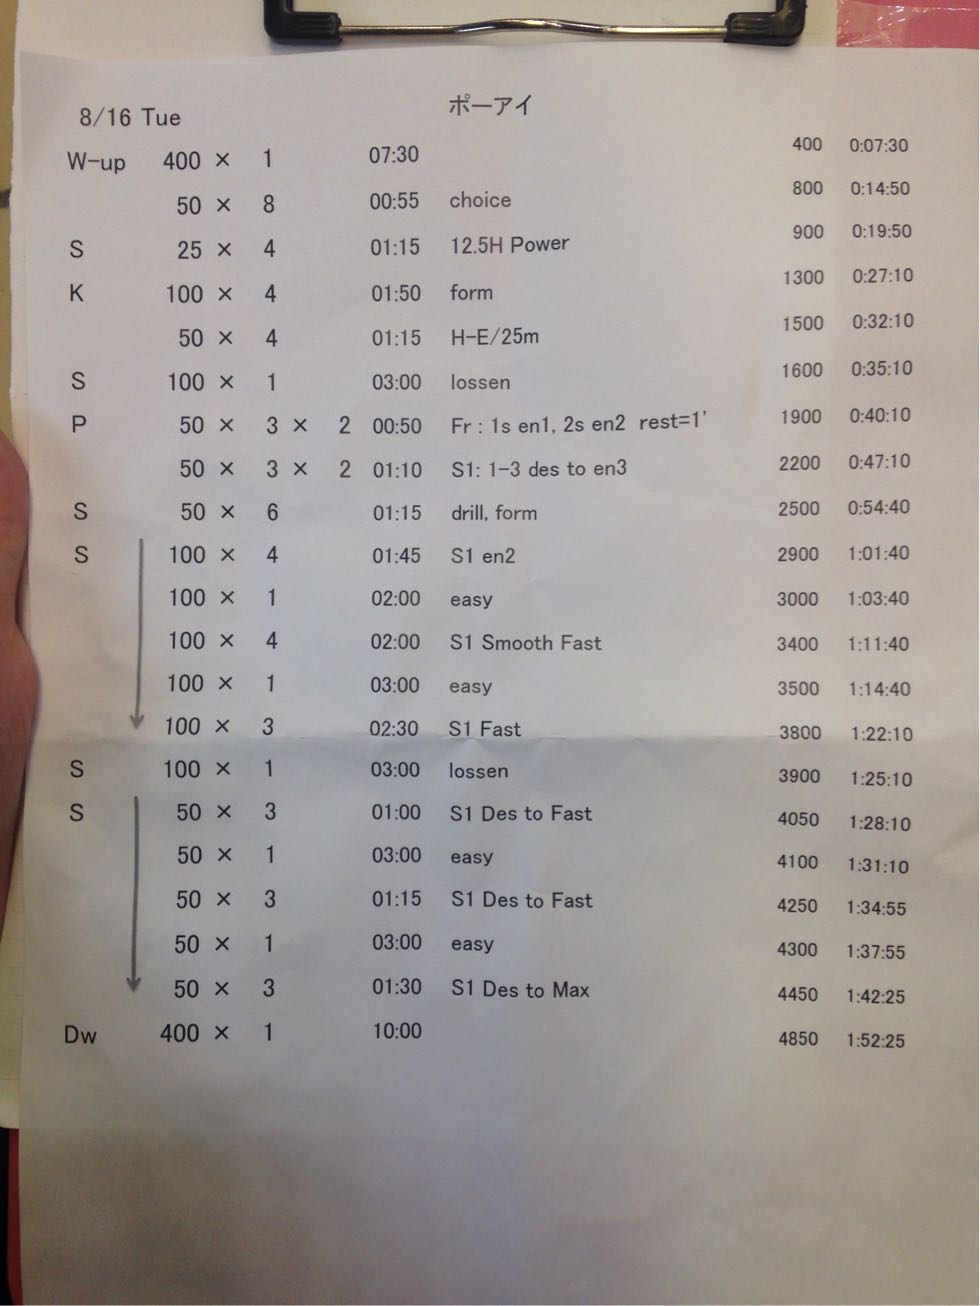 8/16 Tue ポーアイ
W-up 400 × 1 07:30 400 0:07:30
50 × 8 00:55 choice 800 0:14:50
S 25 × 4 01:15 12.5H Power 900 0:19:50
K 100 × 4 01:50 form 1300 0:27:10
50 × 4 01:15 H-E/25m 1500 0:32:10
S 100 × 1 03:00 lossen 1600 0:35:10
P 50 × 3 × 2 00:50 Fr : 1s en1, 2s en2 rest=1' 1900 0:40:10
50 × 3 × 2 01:10 S1: 1-3 des to en3 2200 0:47:10
S 50 × 6 01:15 drill, form 2500 0:54:40
S 100 × 4 01:45 S1 en2 2900 1:01:40
100 × 1 02:00 easy 3000 1:03:40
100 × 4 02:00 S1 Smooth Fast 3400 1:11:40
100 × 1 03:00 easy 3500 1:14:40
100 × 3 02:30 S1 Fast 3800 1:22:10
S 100 × 1 03:00 lossen 3900 1:25:10
S 50 × 3 01:00 S1 Des to Fast 4050 1:28:10
50 × 1 03:00 easy 4100 1:31:10
50 × 3 01:15 S1 Des to Fast 4250 1:34:55
50 × 1 03:00 easy 4300 1:37:55
50 × 3 01:30 S1 Des to Max 4450 1:42:25
Dw 400 × 1 10:00 4850 1:52:25